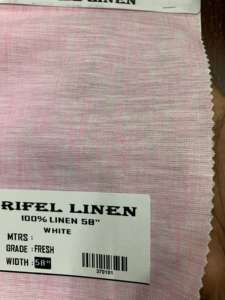 RIFEL LINEN
100% LINEN 58"
WHITE
MTRS :
GRADE : FRESH
WIDTH : 58"